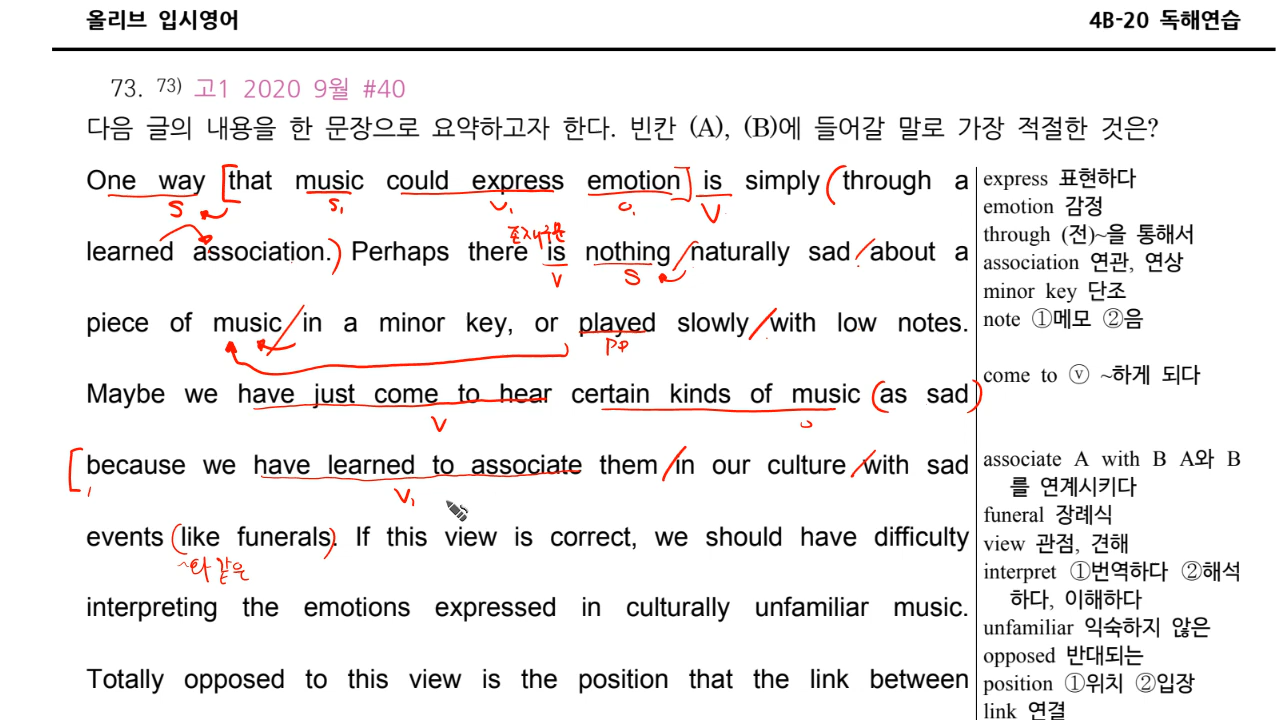 올리브 입시영어 4B-20 독해연습
73. 73) 고1 2020 9월 #40
다음 글의 내용을 한 문장으로 요약하고자 한다. 빈칸 (A), (B)에 들어갈 말로 가장 적절한 것은?
One way that music could express emotion is simply through a
S S₁ V₁ O₁ V
learned association. Perhaps there is nothing naturally sad about a
존재구문
V S
piece of music in a minor key, or played slowly with low notes.
PP
Maybe we have just come to hear certain kinds of music as sad
V O
because we have learned to associate them in our culture with sad
V₁
events like funerals. If this view is correct, we should have difficulty
~와 같은
interpreting the emotions expressed in culturally unfamiliar music.
Totally opposed to this view is the position that the link between
express 표현하다
emotion 감정
through (전)~을 통해서
association 연관, 연상
minor key 단조
note ①메모 ②음
come to ⓥ ~하게 되다
associate A with B A와 B
를 연계시키다
funeral 장례식
view 관점, 견해
interpret ①번역하다 ②해석
하다, 이해하다
unfamiliar 익숙하지 않은
opposed 반대되는
position ①위치 ②입장
link 연결